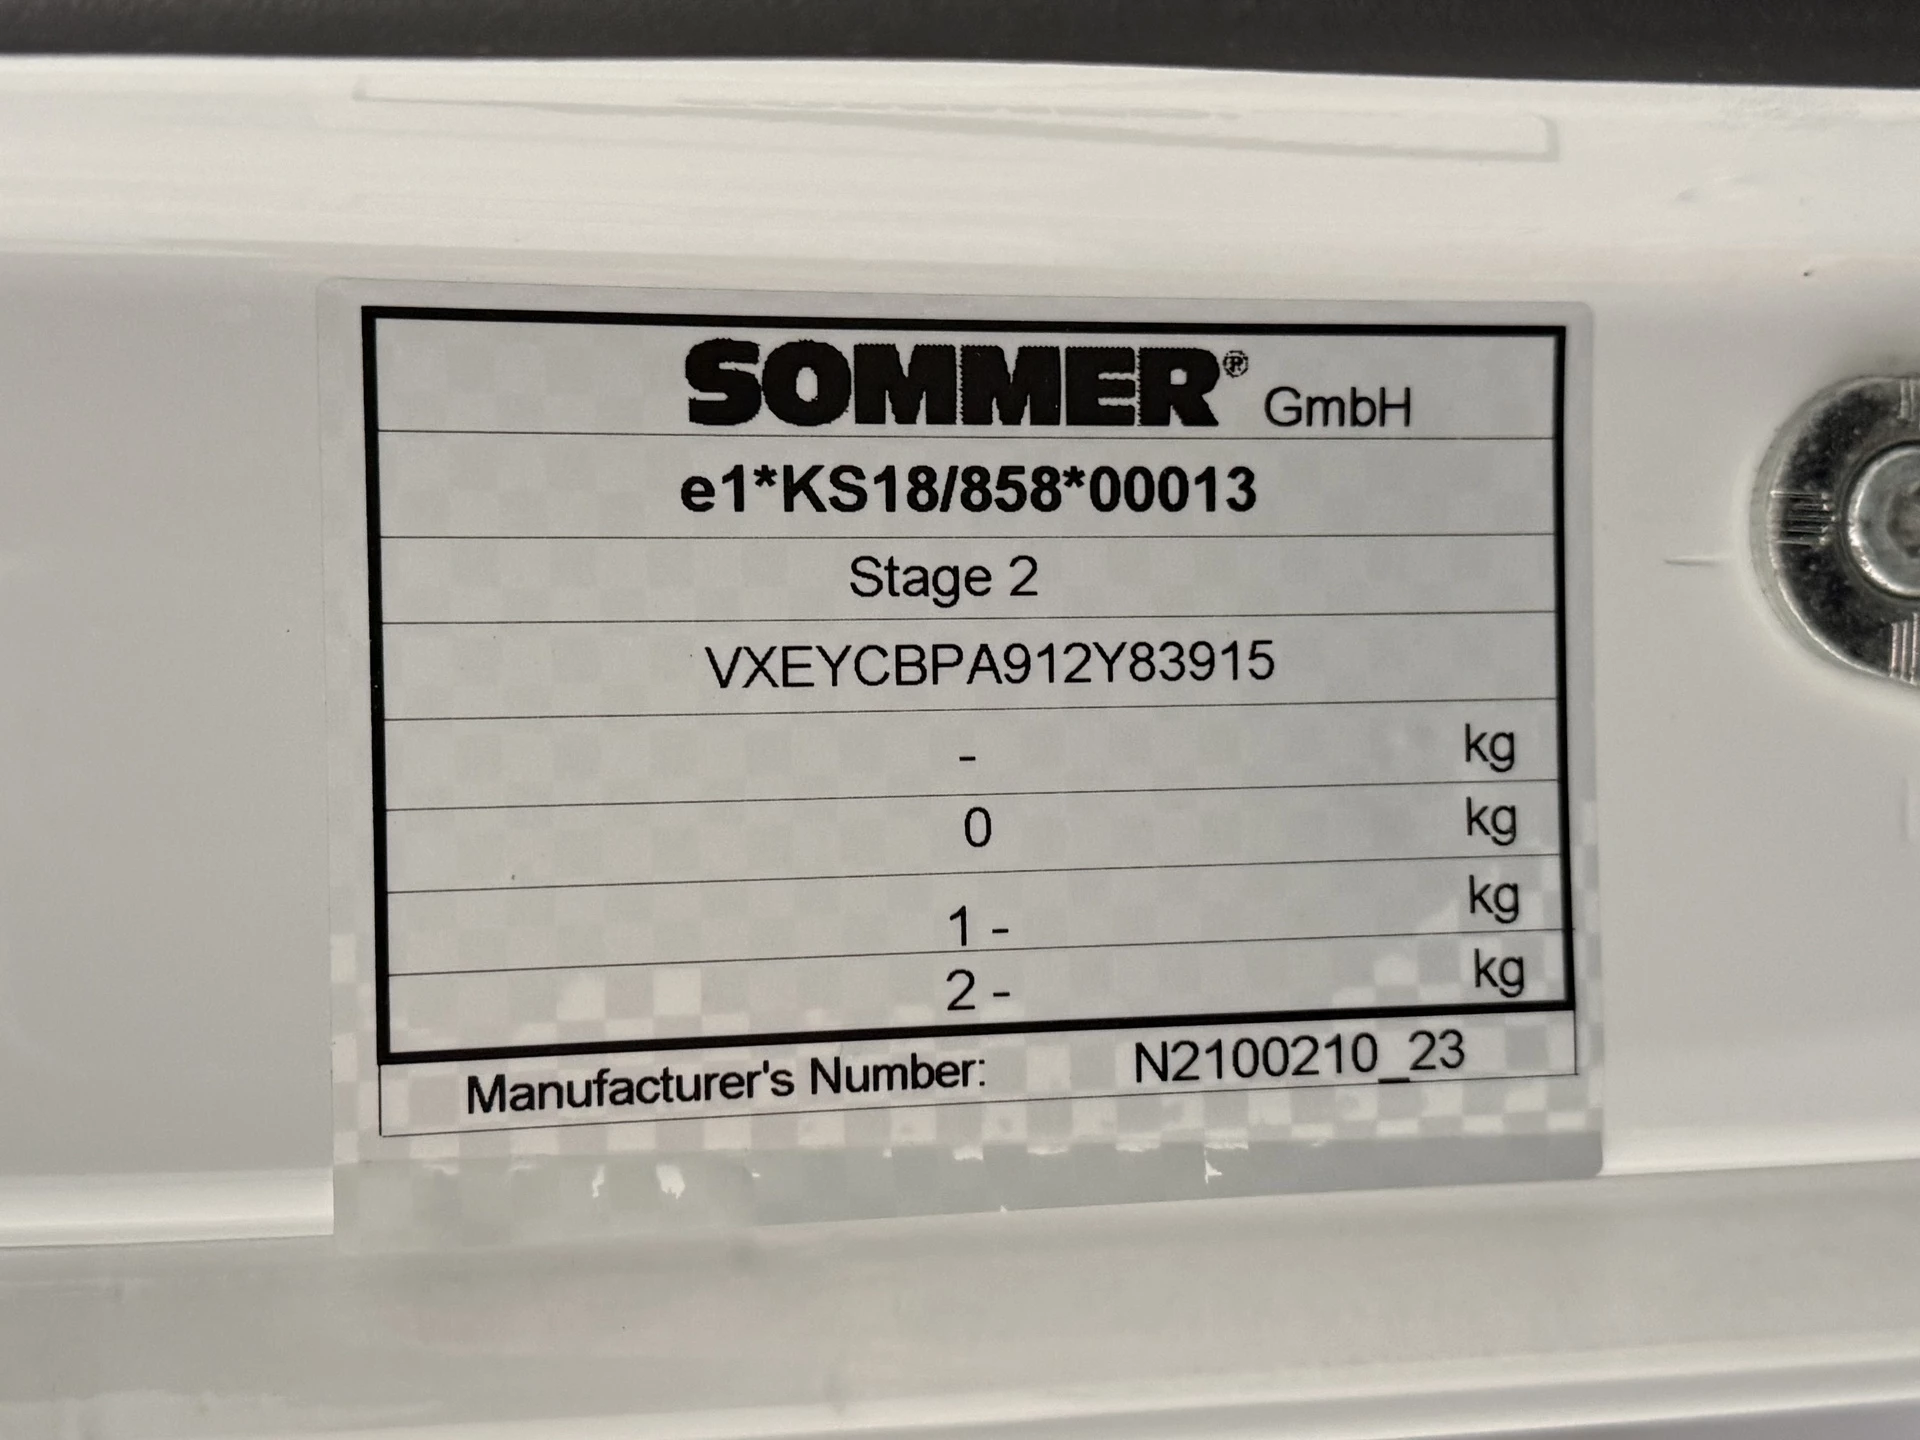 SOMMER® GmbH
e1*KS18/858*00013
Stage 2
VXEYCBPA912Y83915
- kg
0 kg
1 - kg
2 - kg
Manufacturer's Number: N2100210_23